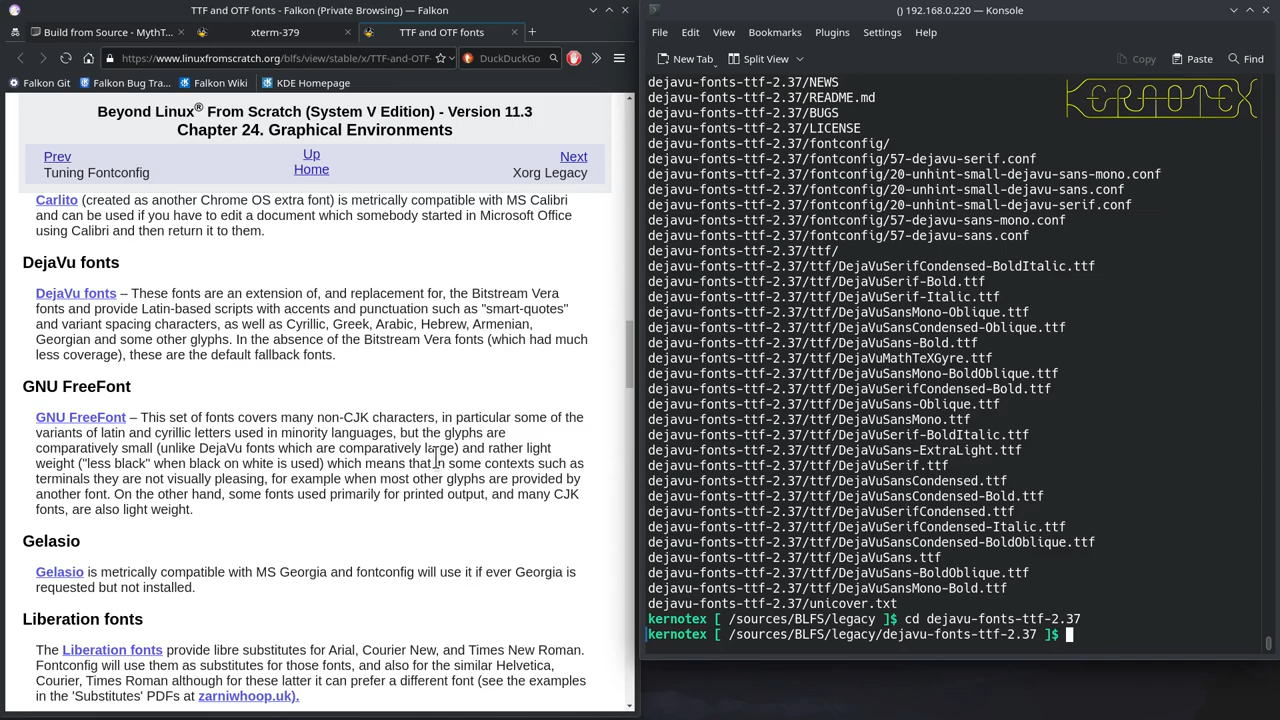 TTF and OTF fonts - Falkon (Private Browsing) — Falkon
Build from Source - MythT...
xterm-379
TTF and OTF fonts
https://www.linuxfromscratch.org/blfs/view/stable/x/TTF-and-OTF-
DuckDuckGo
Falkon Git
Falkon Bug Tra...
Falkon Wiki
KDE Homepage
Beyond Linux® From Scratch (System V Edition) - Version 11.3
Chapter 24. Graphical Environments
Prev
Up
Next
Tuning Fontconfig
Home
Xorg Legacy
Carlito (created as another Chrome OS extra font) is metrically compatible with MS Calibri
and can be used if you have to edit a document which somebody started in Microsoft Office
using Calibri and then return it to them.
DejaVu fonts
DejaVu fonts – These fonts are an extension of, and replacement for, the Bitstream Vera
fonts and provide Latin-based scripts with accents and punctuation such as "smart-quotes"
and variant spacing characters, as well as Cyrillic, Greek, Arabic, Hebrew, Armenian,
Georgian and some other glyphs. In the absence of the Bitstream Vera fonts (which had much
less coverage), these are the default fallback fonts.
GNU FreeFont
GNU FreeFont – This set of fonts covers many non-CJK characters, in particular some of the
variants of latin and cyrillic letters used in minority languages, but the glyphs are
comparatively small (unlike DejaVu fonts which are comparatively large) and rather light
weight ("less black" when black on white is used) which means that in some contexts such as
terminals they are not visually pleasing, for example when most other glyphs are provided by
another font. On the other hand, some fonts used primarily for printed output, and many CJK
fonts, are also light weight.
Gelasio
Gelasio is metrically compatible with MS Georgia and fontconfig will use it if ever Georgia is
requested but not installed.
Liberation fonts
The Liberation fonts provide libre substitutes for Arial, Courier New, and Times New Roman.
Fontconfig will use them as substitutes for those fonts, and also for the similar Helvetica,
Courier, Times Roman although for these latter it can prefer a different font (see the examples
in the 'Substitutes' PDFs at zarniwhoop.uk).
() 192.168.0.220 — Konsole
File Edit View Bookmarks Plugins Settings Help
New Tab
Split View
Copy
Paste
Find
KERNOTEX
dejavu-fonts-ttf-2.37/NEWS
dejavu-fonts-ttf-2.37/README.md
dejavu-fonts-ttf-2.37/BUGS
dejavu-fonts-ttf-2.37/LICENSE
dejavu-fonts-ttf-2.37/fontconfig/
dejavu-fonts-ttf-2.37/fontconfig/57-dejavu-serif.conf
dejavu-fonts-ttf-2.37/fontconfig/20-unhint-small-dejavu-sans-mono.conf
dejavu-fonts-ttf-2.37/fontconfig/20-unhint-small-dejavu-sans.conf
dejavu-fonts-ttf-2.37/fontconfig/20-unhint-small-dejavu-serif.conf
dejavu-fonts-ttf-2.37/fontconfig/57-dejavu-sans-mono.conf
dejavu-fonts-ttf-2.37/fontconfig/57-dejavu-sans.conf
dejavu-fonts-ttf-2.37/ttf/
dejavu-fonts-ttf-2.37/ttf/DejaVuSerifCondensed-BoldItalic.ttf
dejavu-fonts-ttf-2.37/ttf/DejaVuSerif-Bold.ttf
dejavu-fonts-ttf-2.37/ttf/DejaVuSerif-Italic.ttf
dejavu-fonts-ttf-2.37/ttf/DejaVuSansMono-Oblique.ttf
dejavu-fonts-ttf-2.37/ttf/DejaVuSansCondensed-Oblique.ttf
dejavu-fonts-ttf-2.37/ttf/DejaVuSans-Bold.ttf
dejavu-fonts-ttf-2.37/ttf/DejaVuMathTeXGyre.ttf
dejavu-fonts-ttf-2.37/ttf/DejaVuSansMono-BoldOblique.ttf
dejavu-fonts-ttf-2.37/ttf/DejaVuSerifCondensed-Bold.ttf
dejavu-fonts-ttf-2.37/ttf/DejaVuSans-Oblique.ttf
dejavu-fonts-ttf-2.37/ttf/DejaVuSansMono.ttf
dejavu-fonts-ttf-2.37/ttf/DejaVuSerif-BoldItalic.ttf
dejavu-fonts-ttf-2.37/ttf/DejaVuSans-ExtraLight.ttf
dejavu-fonts-ttf-2.37/ttf/DejaVuSerif.ttf
dejavu-fonts-ttf-2.37/ttf/DejaVuSansCondensed.ttf
dejavu-fonts-ttf-2.37/ttf/DejaVuSansCondensed-Bold.ttf
dejavu-fonts-ttf-2.37/ttf/DejaVuSerifCondensed.ttf
dejavu-fonts-ttf-2.37/ttf/DejaVuSerifCondensed-Italic.ttf
dejavu-fonts-ttf-2.37/ttf/DejaVuSansCondensed-BoldOblique.ttf
dejavu-fonts-ttf-2.37/ttf/DejaVuSans.ttf
dejavu-fonts-ttf-2.37/ttf/DejaVuSans-BoldOblique.ttf
dejavu-fonts-ttf-2.37/ttf/DejaVuSansMono-Bold.ttf
dejavu-fonts-ttf-2.37/unicover.txt
kernotex [ /sources/BLFS/legacy ]$ cd dejavu-fonts-ttf-2.37
kernotex [ /sources/BLFS/legacy/dejavu-fonts-ttf-2.37 ]$